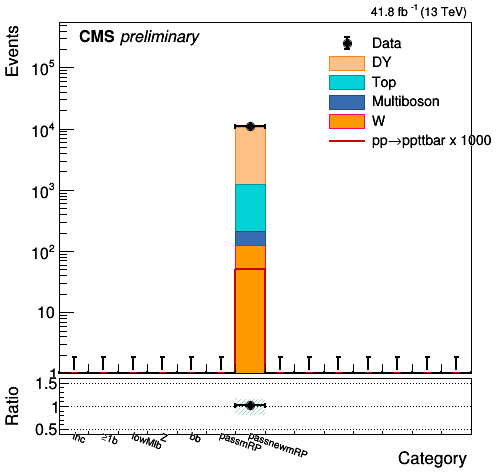 41.8 fb⁻¹ (13 TeV)
CMS preliminary
Events
Data
DY
Top
Multiboson
W
pp→ppttbar x 1000
10⁵
10⁴
10³
10²
10
1
Ratio
1.5
1
0.5
inc ≥1b lowMlb Z bb passmRP passnewmRP
Category